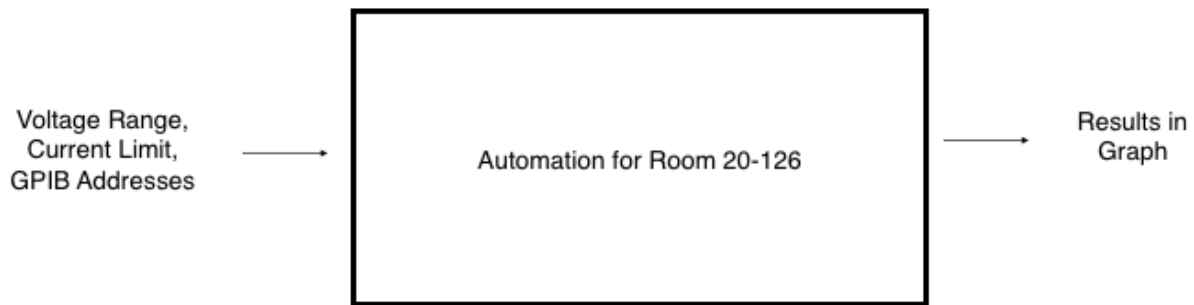 Voltage Range,
Current Limit,
GPIB Addresses
Automation for Room 20-126
Results in
Graph